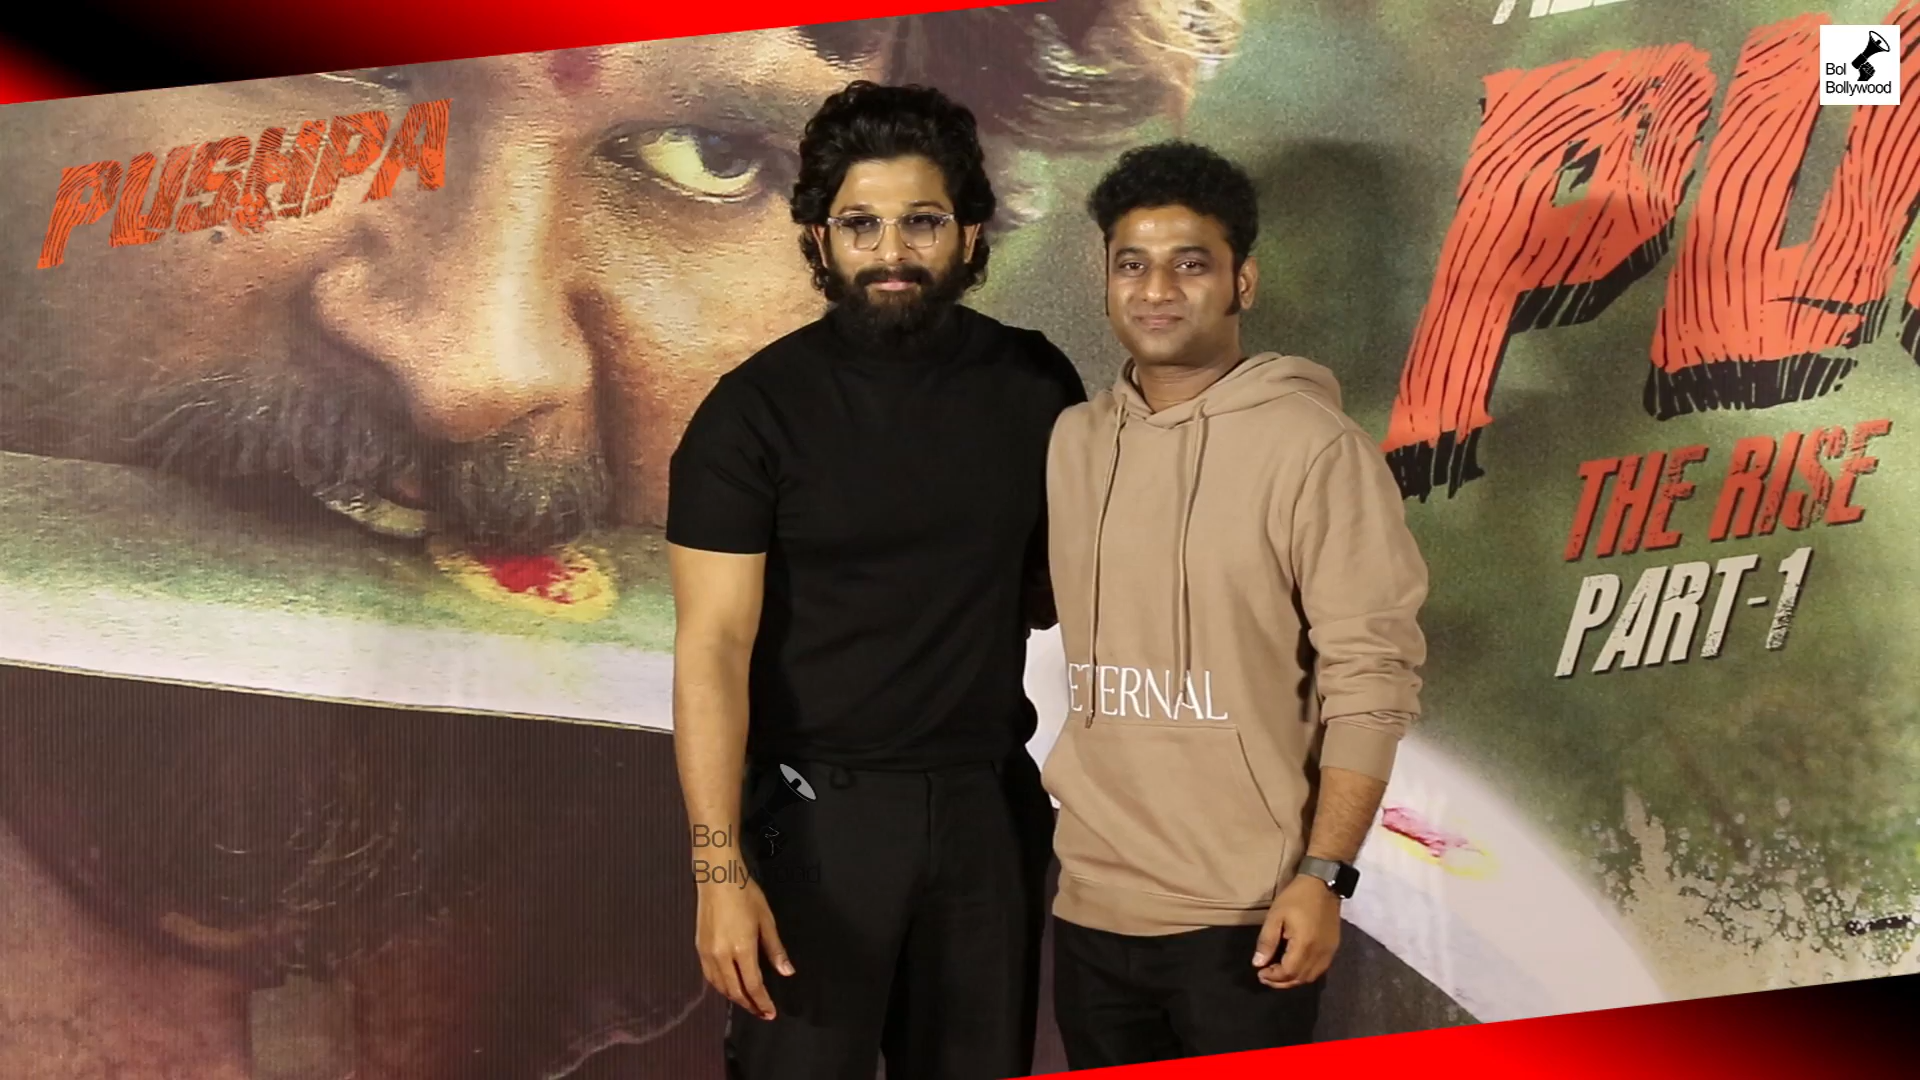 PUSHPA
Bol
Bollywood
PU
THE RISE
PART-1
ETERNAL
Bol
Bollywood